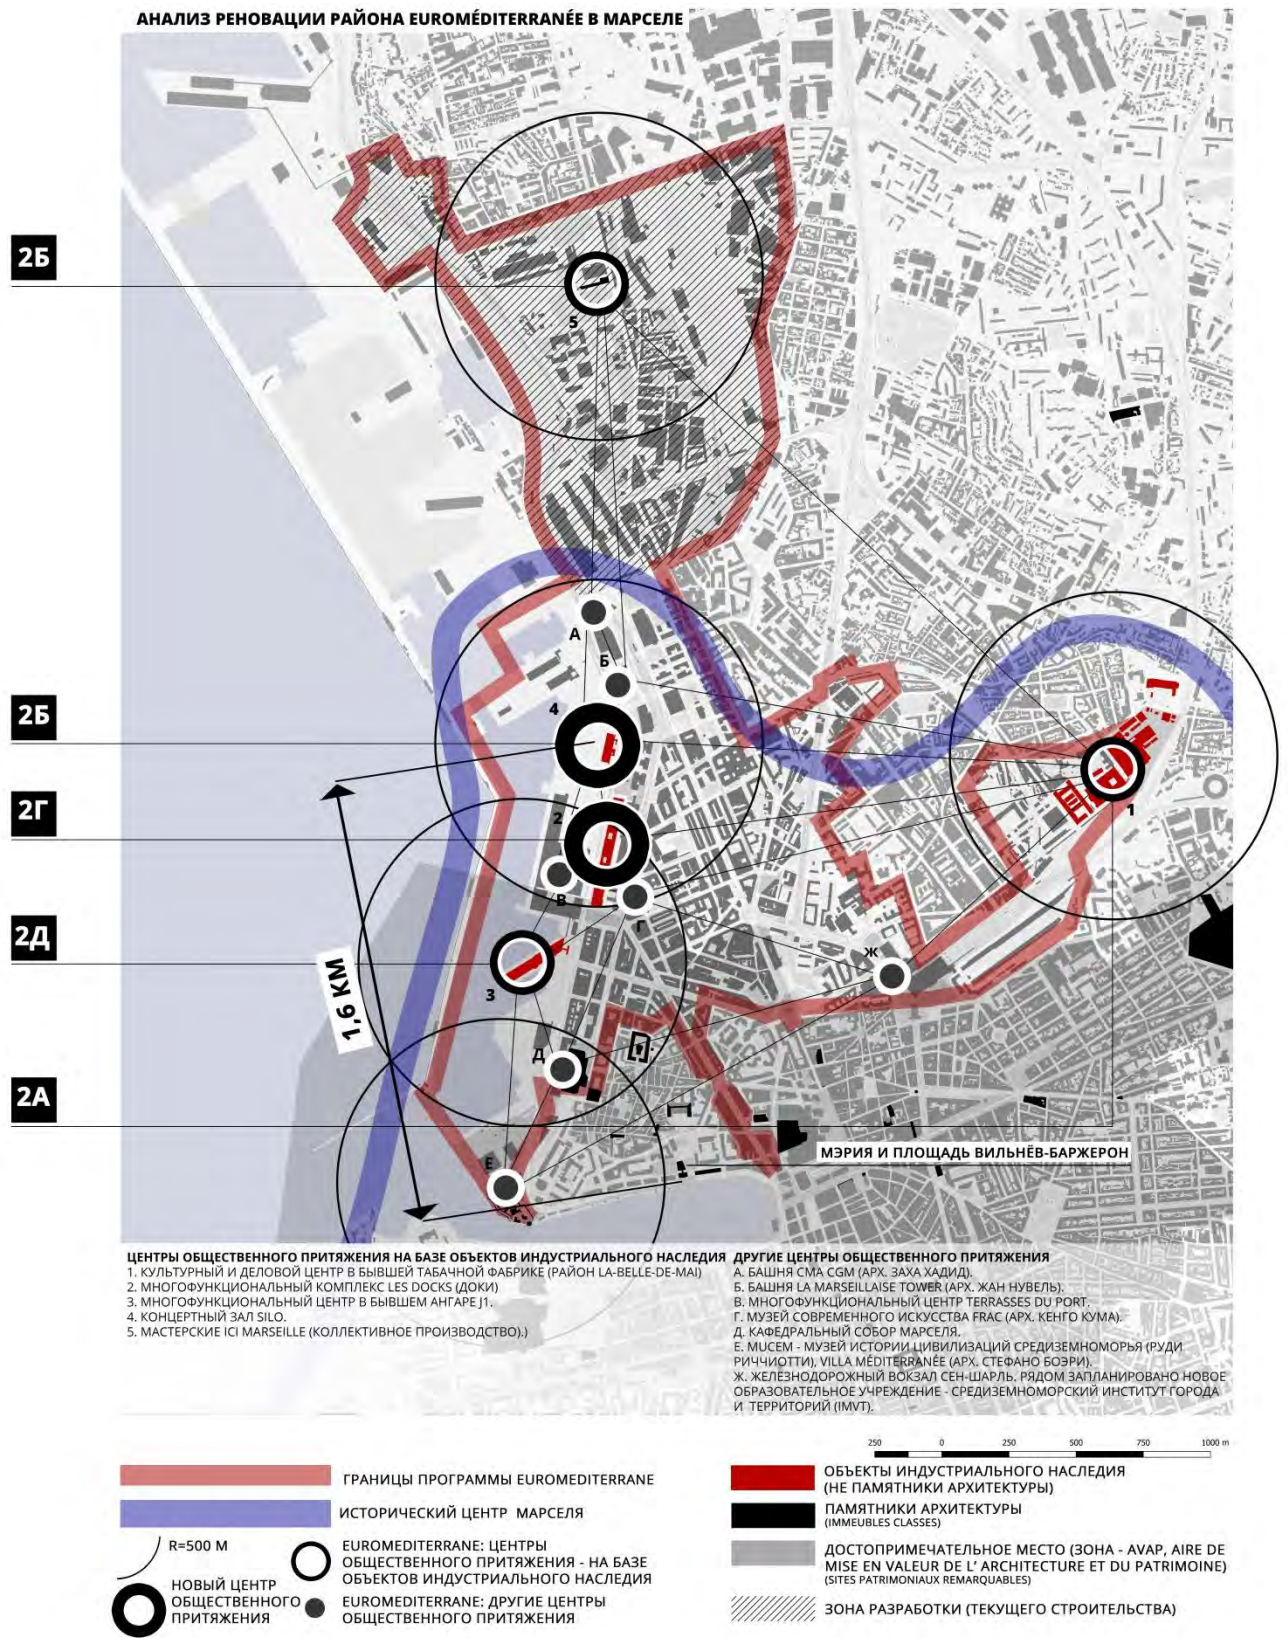 АНАЛИЗ РЕНОВАЦИИ РАЙОНА EUROMÉDITERRANÉE В МАРСЕЛЕ
2Б
5
А
Б
2Б
4
1
2Г
2
В
Г
2Д
Ж
3
1,6 КМ
Д
2А
МЭРИЯ И ПЛОЩАДЬ ВИЛЬНЁВ-БАРЖЕРОН
Е
ЦЕНТРЫ ОБЩЕСТВЕННОГО ПРИТЯЖЕНИЯ НА БАЗЕ ОБЪЕКТОВ ИНДУСТРИАЛЬНОГО НАСЛЕДИЯ
1. КУЛЬТУРНЫЙ И ДЕЛОВОЙ ЦЕНТР В БЫВШЕЙ ТАБАЧНОЙ ФАБРИКЕ (РАЙОН LA-BELLE-DE-MAI)
2. МНОГОФУНКЦИОНАЛЬНЫЙ КОМПЛЕКС LES DOCKS (ДОКИ)
3. МНОГОФУНКЦИОНАЛЬНЫЙ ЦЕНТР В БЫВШЕМ АНГАРЕ J1.
4. КОНЦЕРТНЫЙ ЗАЛ SILO.
5. МАСТЕРСКИЕ ICI MARSEILLE (КОЛЛЕКТИВНОЕ ПРОИЗВОДСТВО).)
ДРУГИЕ ЦЕНТРЫ ОБЩЕСТВЕННОГО ПРИТЯЖЕНИЯ
А. БАШНЯ CMA CGM (АРХ. ЗАХА ХАДИД).
Б. БАШНЯ LA MARSEILLAISE TOWER (АРХ. ЖАН НУВЕЛЬ).
В. МНОГОФУНКЦИОНАЛЬНЫЙ ЦЕНТР TERRASSES DU PORT.
Г. МУЗЕЙ СОВРЕМЕННОГО ИСКУССТВА FRAC (АРХ. КЕНГО КУМА).
Д. КАФЕДРАЛЬНЫЙ СОБОР МАРСЕЛЯ.
Е. MUCEM - МУЗЕЙ ИСТОРИИ ЦИВИЛИЗАЦИЙ СРЕДИЗЕМНОМОРЬЯ (РУДИ
РИЧЧИОТТИ), VILLA MÉDITERRANÉE (АРХ. СТЕФАНО БОЭРИ).
Ж. ЖЕЛЕЗНОДОРОЖНЫЙ ВОКЗАЛ СЕН-ШАРЛЬ. РЯДОМ ЗАПЛАНИРОВАНО НОВОЕ
ОБРАЗОВАТЕЛЬНОЕ УЧРЕЖДЕНИЕ - СРЕДИЗЕМНОМОРСКИЙ ИНСТИТУТ ГОРОДА
И ТЕРРИТОРИЙ (IMVT).
250 0 250 500 750 1000 m
ГРАНИЦЫ ПРОГРАММЫ EUROMEDITERRANE
ИСТОРИЧЕСКИЙ ЦЕНТР МАРСЕЛЯ
R=500 М
EUROMEDITERRANE: ЦЕНТРЫ
ОБЩЕСТВЕННОГО ПРИТЯЖЕНИЯ - НА БАЗЕ
ОБЪЕКТОВ ИНДУСТРИАЛЬНОГО НАСЛЕДИЯ
НОВЫЙ ЦЕНТР
ОБЩЕСТВЕННОГО
ПРИТЯЖЕНИЯ
EUROMEDITERRANE: ДРУГИЕ ЦЕНТРЫ
ОБЩЕСТВЕННОГО ПРИТЯЖЕНИЯ
ОБЪЕКТЫ ИНДУСТРИАЛЬНОГО НАСЛЕДИЯ
(НЕ ПАМЯТНИКИ АРХИТЕКТУРЫ)
ПАМЯТНИКИ АРХИТЕКТУРЫ
(IMMEUBLES CLASSES)
ДОСТОПРИМЕЧАТЕЛЬНОЕ МЕСТО (ЗОНА - AVAP, AIRE DE
MISE EN VALEUR DE L' ARCHITECTURE ET DU PATRIMOINE)
(SITES PATRIMONIAUX REMARQUABLES)
ЗОНА РАЗРАБОТКИ (ТЕКУЩЕГО СТРОИТЕЛЬСТВА)